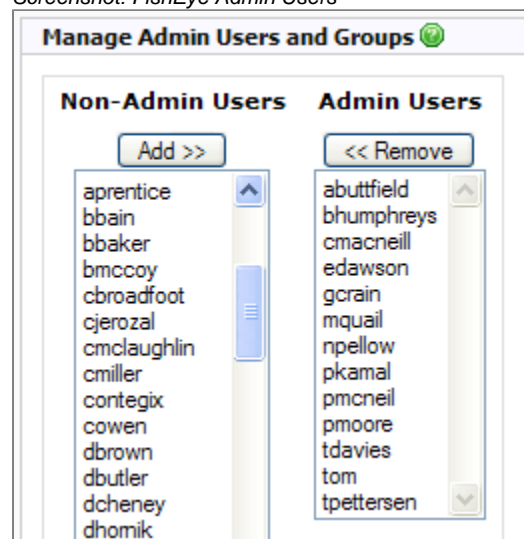 Screenshot: FishEye Admin Users
Manage Admin Users and Groups
Non-Admin Users
Add >>
aprentice
bbain
bbaker
bmccoy
cbroadfoot
cjerozal
cmclaughlin
cmiller
contegix
cowen
dbrown
dbutler
dcheney
dhornik
Admin Users
<< Remove
abuttfield
bhumphreys
cmacneill
edawson
gcrain
mquail
npellow
pkamal
pmcneil
pmoore
tdavies
tom
tpettersen